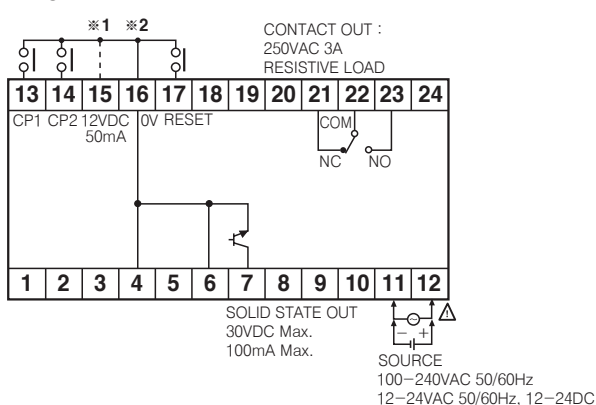 ※1 ※2
CONTACT OUT :
250VAC 3A
RESISTIVE LOAD
13 14 15 16 17 18 19 20 21 22 23 24
CP1 CP2 12VDC 0V RESET COM
50mA
NC NO
1 2 3 4 5 6 7 8 9 10 11 12
SOLID STATE OUT
30VDC Max.
100mA Max.
− +
SOURCE
100−240VAC 50/60Hz
12−24VAC 50/60Hz, 12−24DC